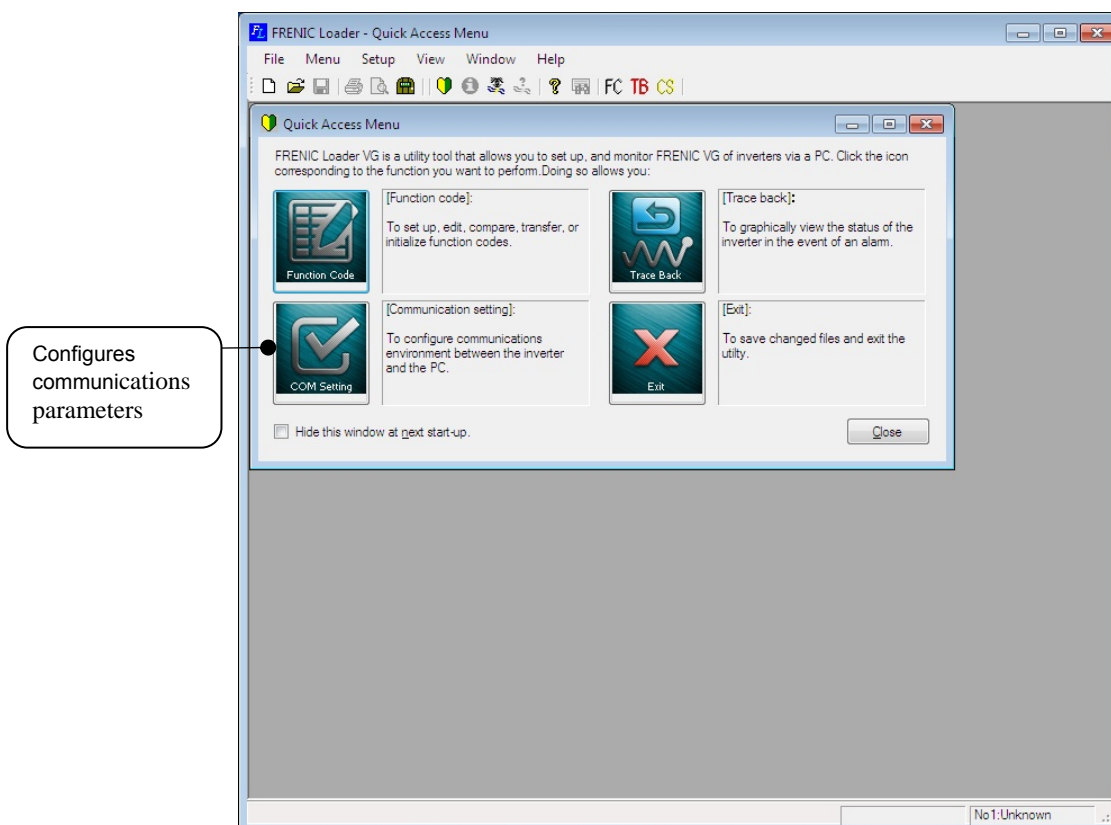 FRENIC Loader - Quick Access Menu
File Menu Setup View Window Help
FC TB CS
Quick Access Menu
FRENIC Loader VG is a utility tool that allows you to set up, and monitor FRENIC VG of inverters via a PC. Click the icon
corresponding to the function you want to perform.Doing so allows you:
Function Code
[Function code]:
To set up, edit, compare, transfer, or
initialize function codes.
Trace Back
[Trace back]:
To graphically view the status of the
inverter in the event of an alarm.
COM Setting
[Communication setting]:
To configure communications
environment between the inverter
and the PC.
Exit
[Exit]:
To save changed files and exit the
utilty.
Hide this window at next start-up.
Close
Configures
communications
parameters
No1:Unknown